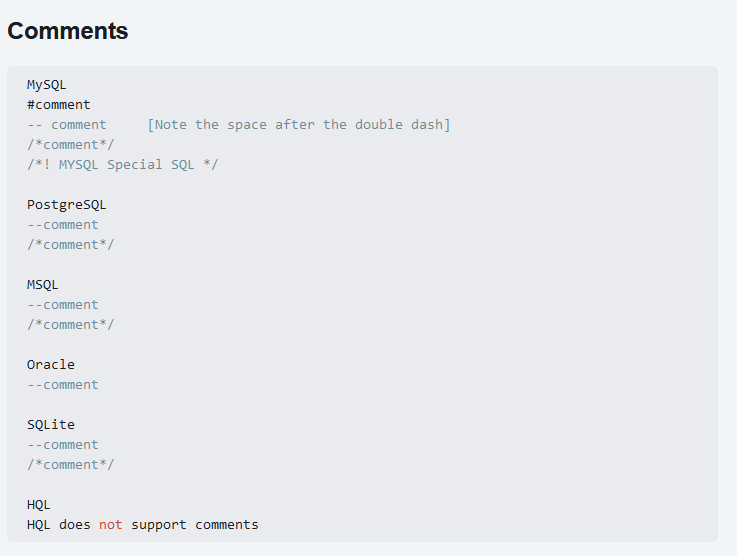 Comments
MySQL
#comment
-- comment     [Note the space after the double dash]
/*comment*/
/*! MYSQL Special SQL */
PostgreSQL
--comment
/*comment*/
MSQL
--comment
/*comment*/
Oracle
--comment
SQLite
--comment
/*comment*/
HQL
HQL does not support comments